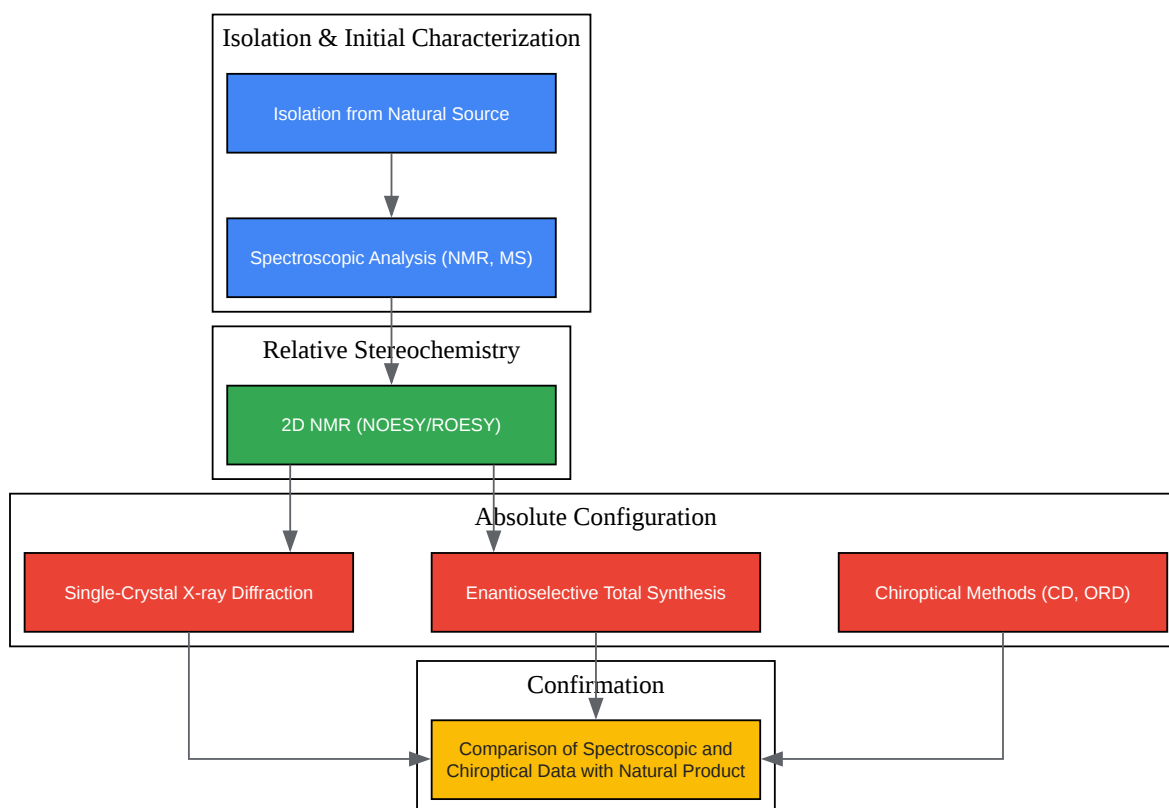 Isolation & Initial Characterization
Isolation from Natural Source
Spectroscopic Analysis (NMR, MS)
Relative Stereochemistry
2D NMR (NOESY/ROESY)
Absolute Configuration
Single-Crystal X-ray Diffraction
Enantioselective Total Synthesis
Chiroptical Methods (CD, ORD)
Confirmation
Comparison of Spectroscopic and
Chiroptical Data with Natural Product